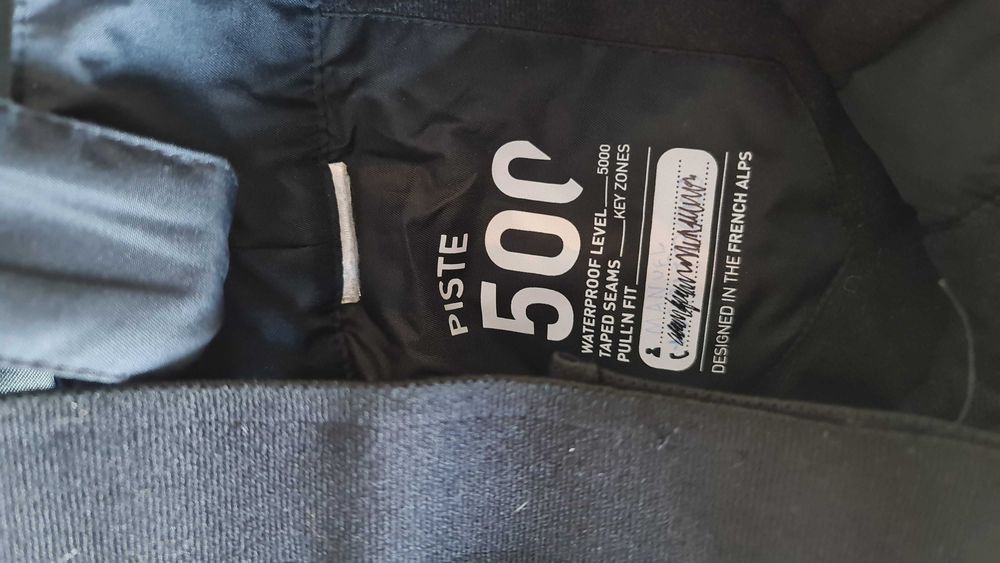 PISTE
500
WATERPROOF LEVEL 5000
TAPED SEAMS KEY ZONES
PULL'N FIT
DESIGNED IN THE FRENCH ALPS